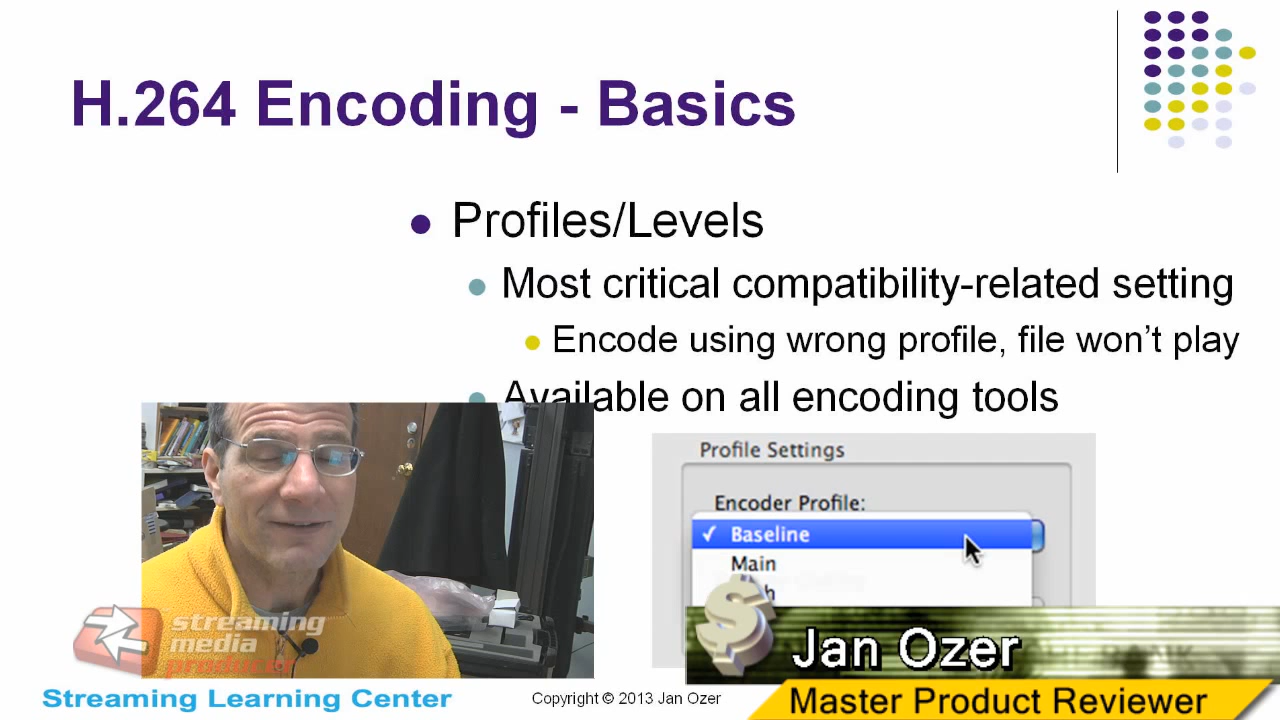 H.264 Encoding - Basics
Profiles/Levels
Most critical compatibility-related setting
Encode using wrong profile, file won't play
Available on all encoding tools
Profile Settings
Encoder Profile:
✓ Baseline
Main
streaming
media
producer
Jan Ozer
Master Product Reviewer
Streaming Learning Center
Copyright © 2013 Jan Ozer